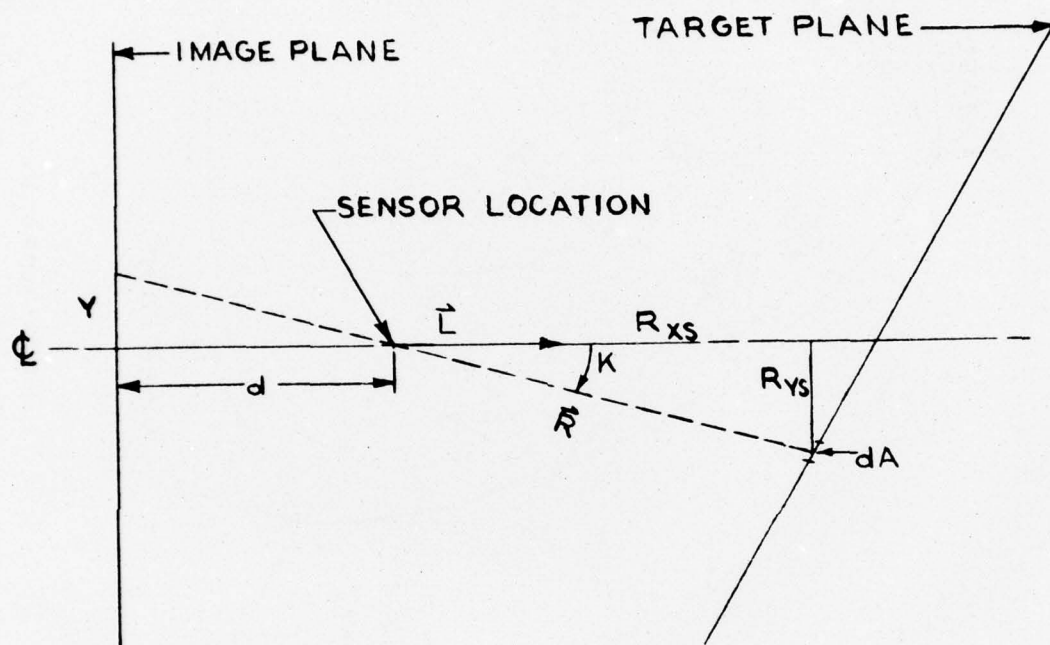 TARGET PLANE
IMAGE PLANE
SENSOR LOCATION
Y
L
R XS
℄
d
K
R YS
R
dA